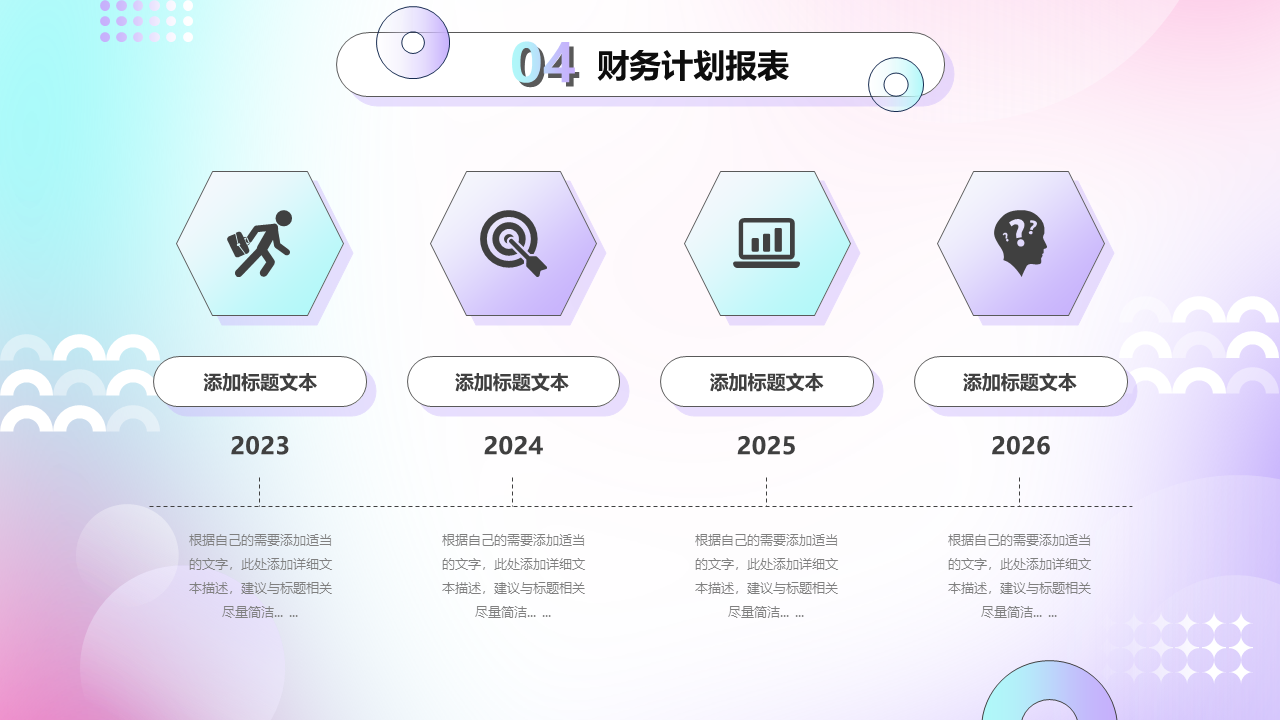 04 财务计划报表
添加标题文本
添加标题文本
添加标题文本
添加标题文本
2023
2024
2025
2026
根据自己的需要添加适当
的文字，此处添加详细文
本描述，建议与标题相关
尽量简洁... ...
根据自己的需要添加适当
的文字，此处添加详细文
本描述，建议与标题相关
尽量简洁... ...
根据自己的需要添加适当
的文字，此处添加详细文
本描述，建议与标题相关
尽量简洁... ...
根据自己的需要添加适当
的文字，此处添加详细文
本描述，建议与标题相关
尽量简洁... ...